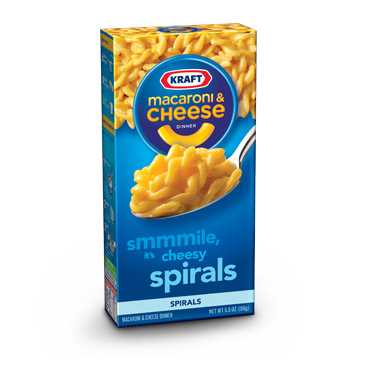 KRAFT
macaroni &
CHeese
DINNER
smmmile,
it's cheesy
spirals
SPIRALS
MACARONI & CHEESE DINNER
NET WT. 5.5 OZ (156g)